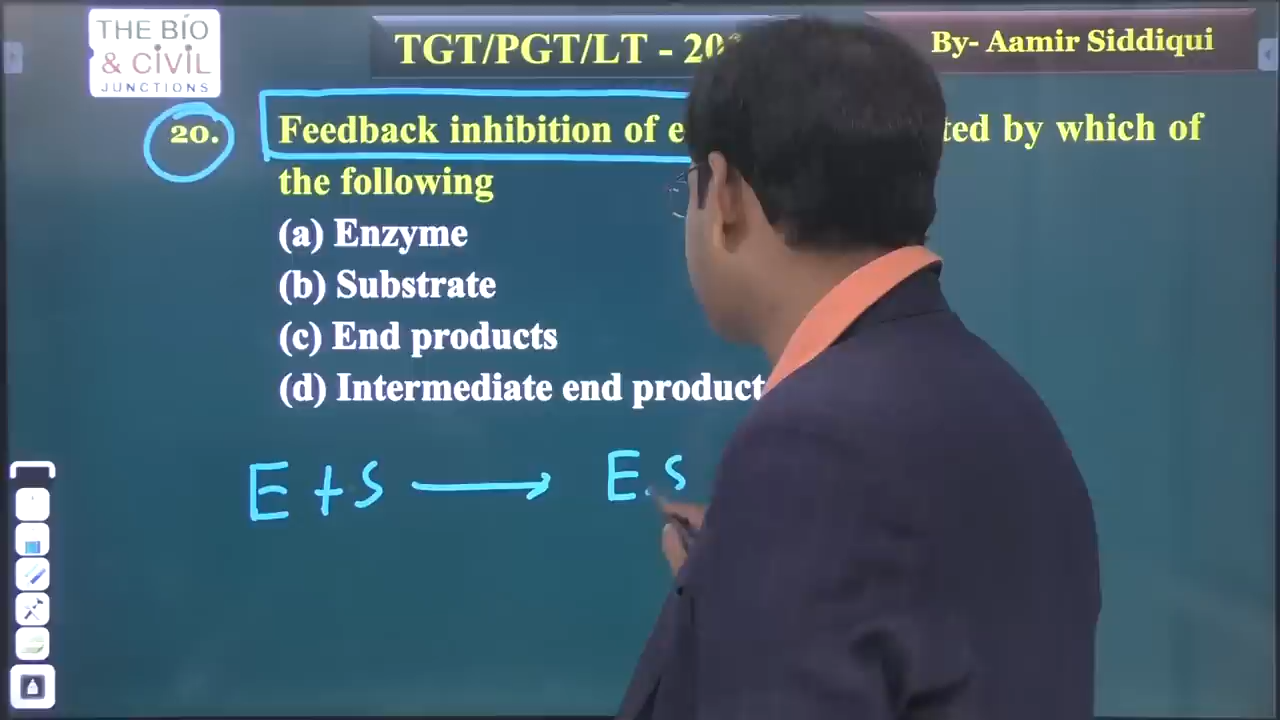 THE BIO
& CIVIL
JUNCTIONS
TGT/PGT/LT - 20
By- Aamir Siddiqui
20. Feedback inhibition of by which of
the following
(a) Enzyme
(b) Substrate
(c) End products
(d) Intermediate end product
E + S → ES